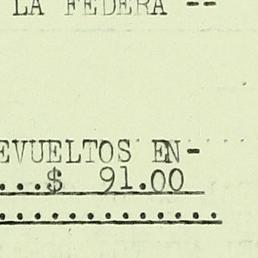 LA FEDERA --
EVUELTOS EN-
...$ 91.00
..............